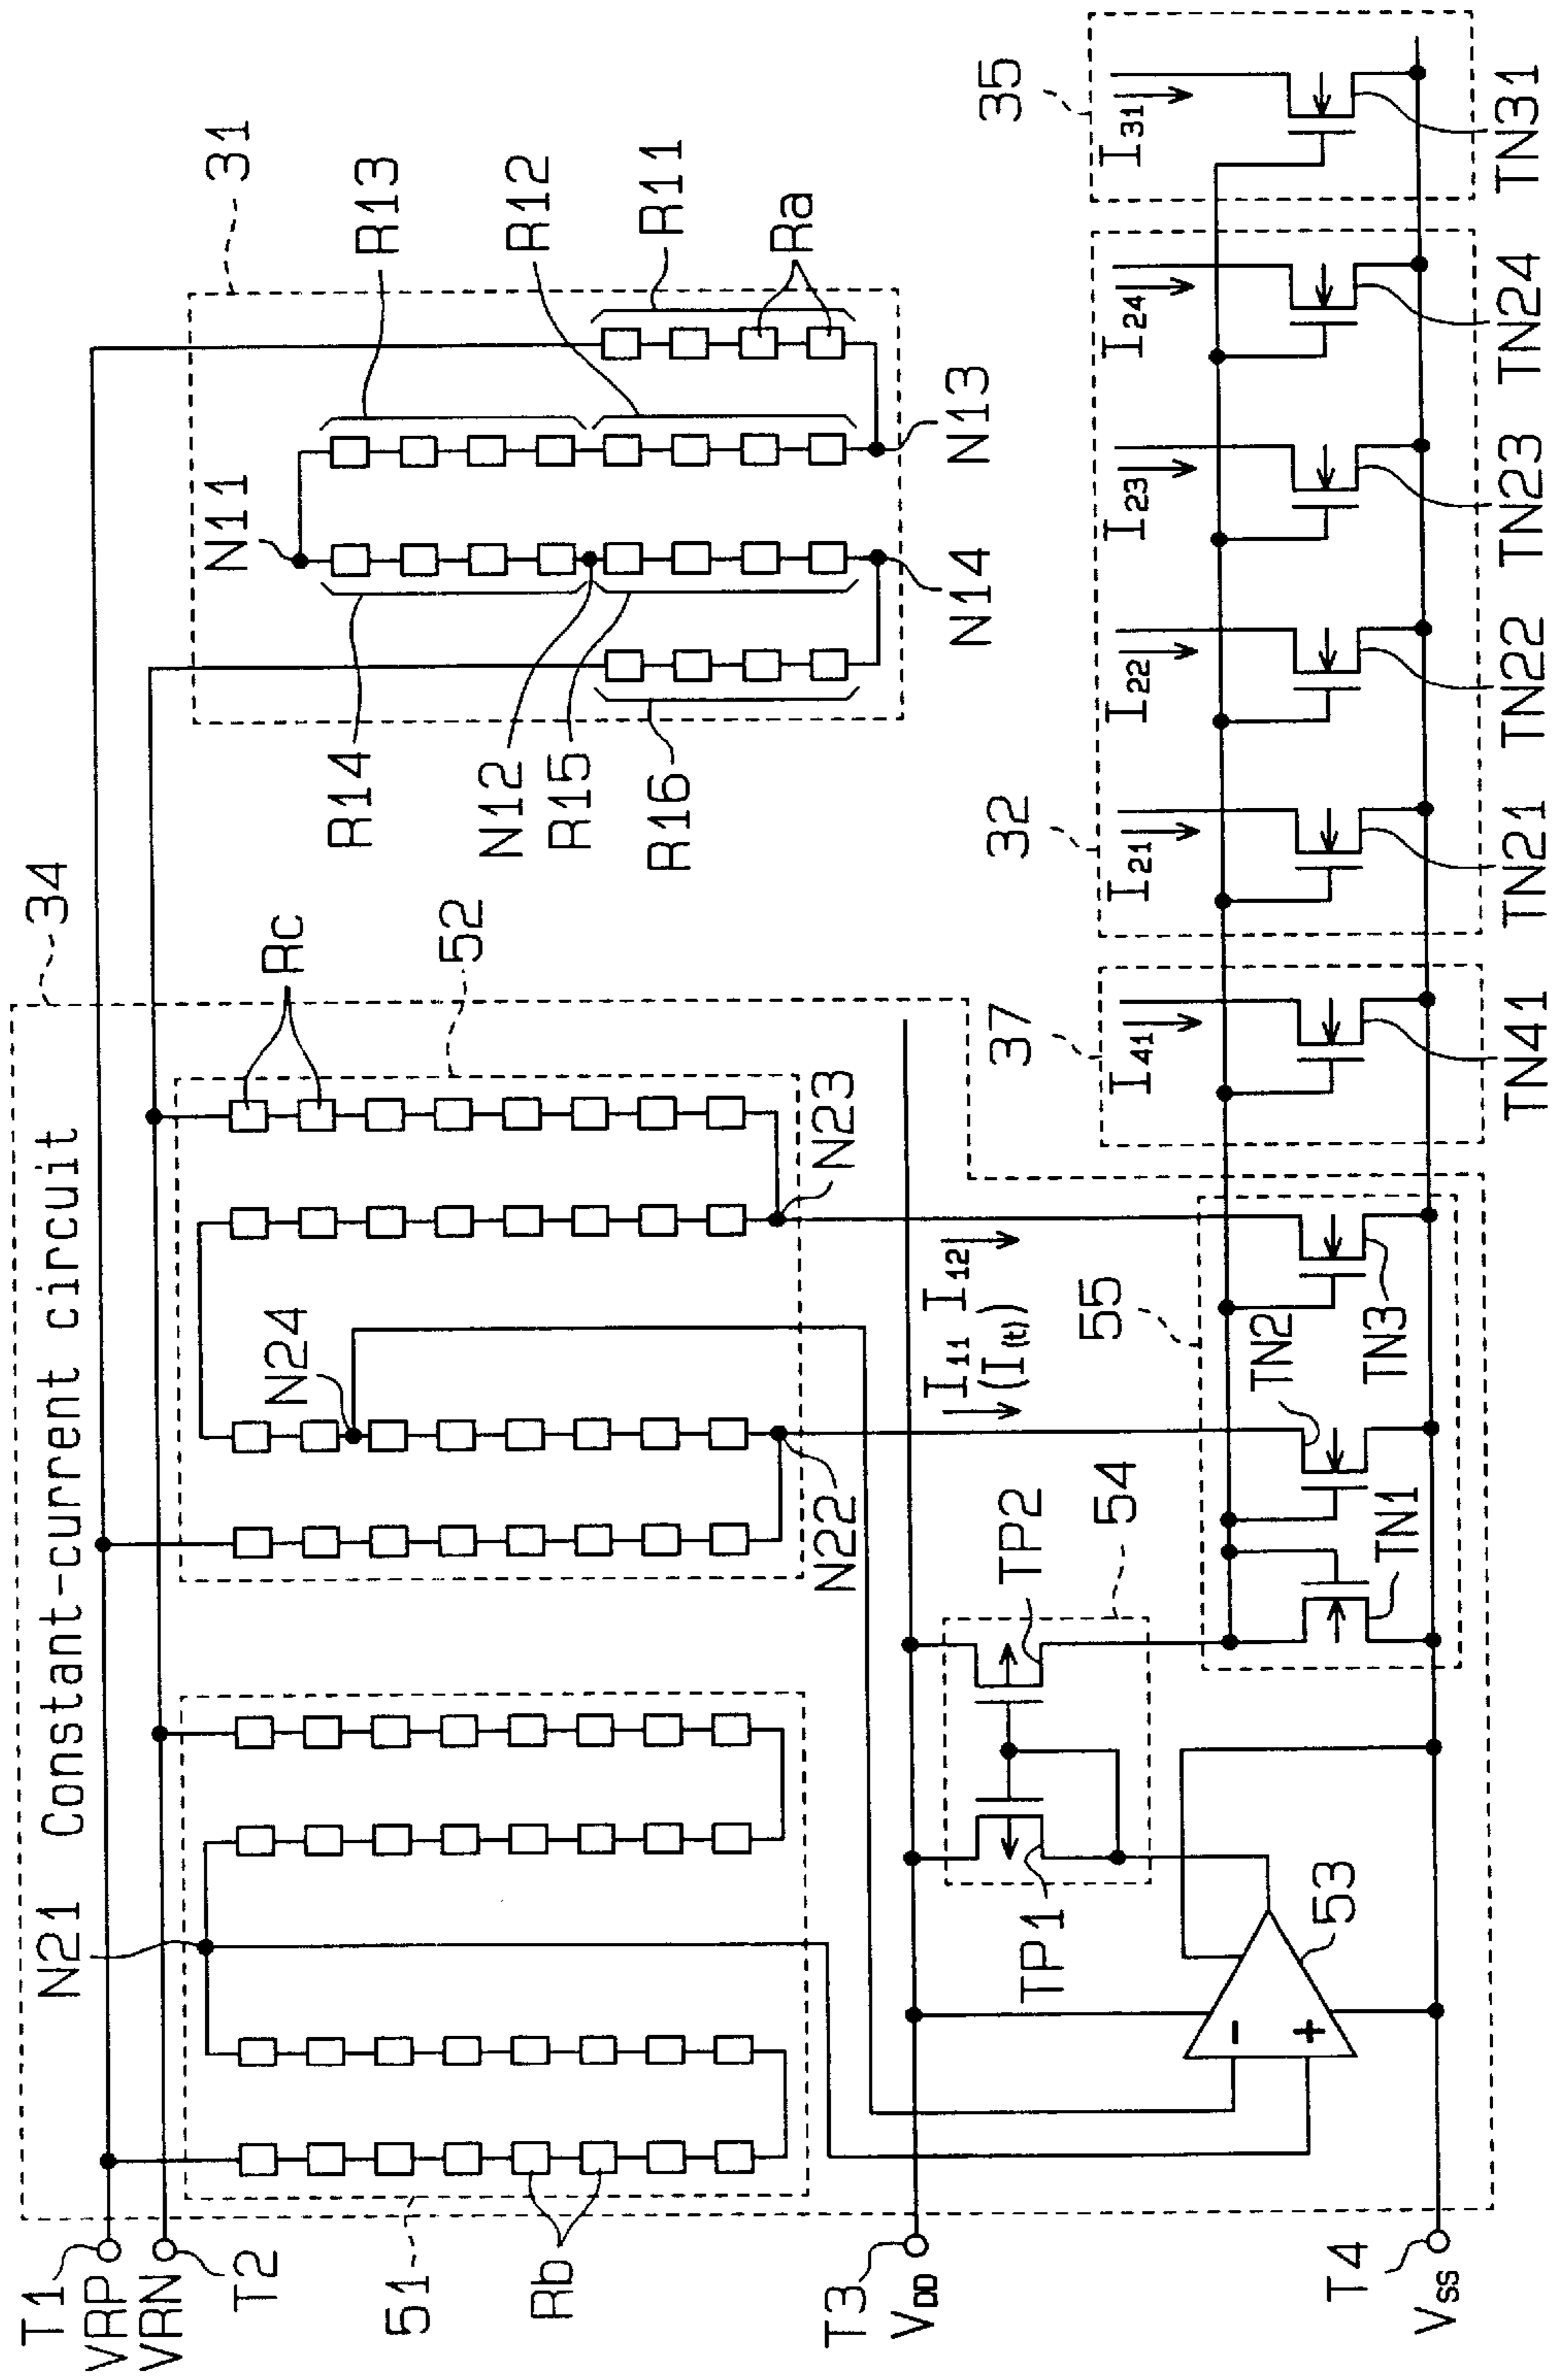 34
Constant-current circuit
T1
VRP
VRN
T2
N21
51
Rb
N24
N22
N23
Rc
52
31
N11
R13
R12
R11
Ra
N13
R14
N12
R15
R16
N14
T3
VDD
T4
VSS
53
54
TP1
TP2
I11 I12
(I(t))
55
TN1
TN2
TN3
37
I41
TN41
32
I21
I22
I23
I24
TN21
TN22
TN23
TN24
35
I31
TN31